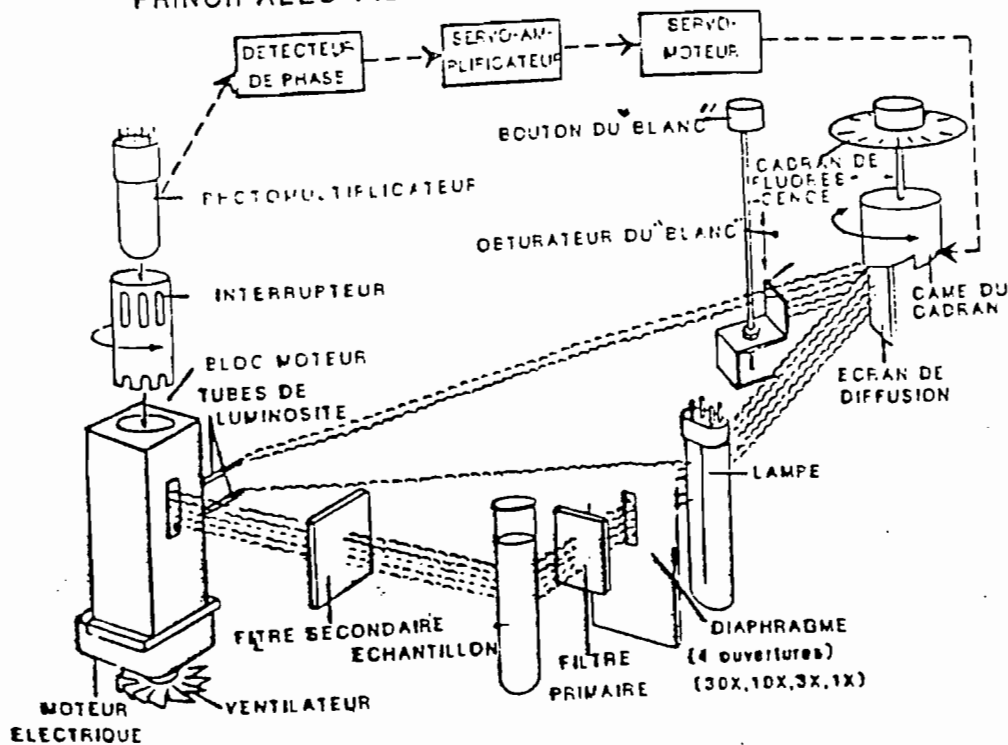 DETECTEUR
DE PHASE
SERVO-AM-
PLIFICATEUR
SERVO-
MOTEUR
BOUTON DU "BLANC"
CADRAN DE
FLUORES
CENCE
PHOTOMULTIPLICATEUR
OBTURATEUR DU "BLANC"
INTERRUPTEUR
CAME DU
CADRAN
BLOC MOTEUR
TUBES DE
LUMINOSITE
ECRAN DE
DIFFUSION
LAMPE
FILTRE SECONDAIRE
ECHANTILLON
FILTRE
PRIMAIRE
DIAPHRAGME
(4 ouvertures)
(30X,10X,3X,1X)
MOTEUR
ELECTRIQUE
VENTILATEUR